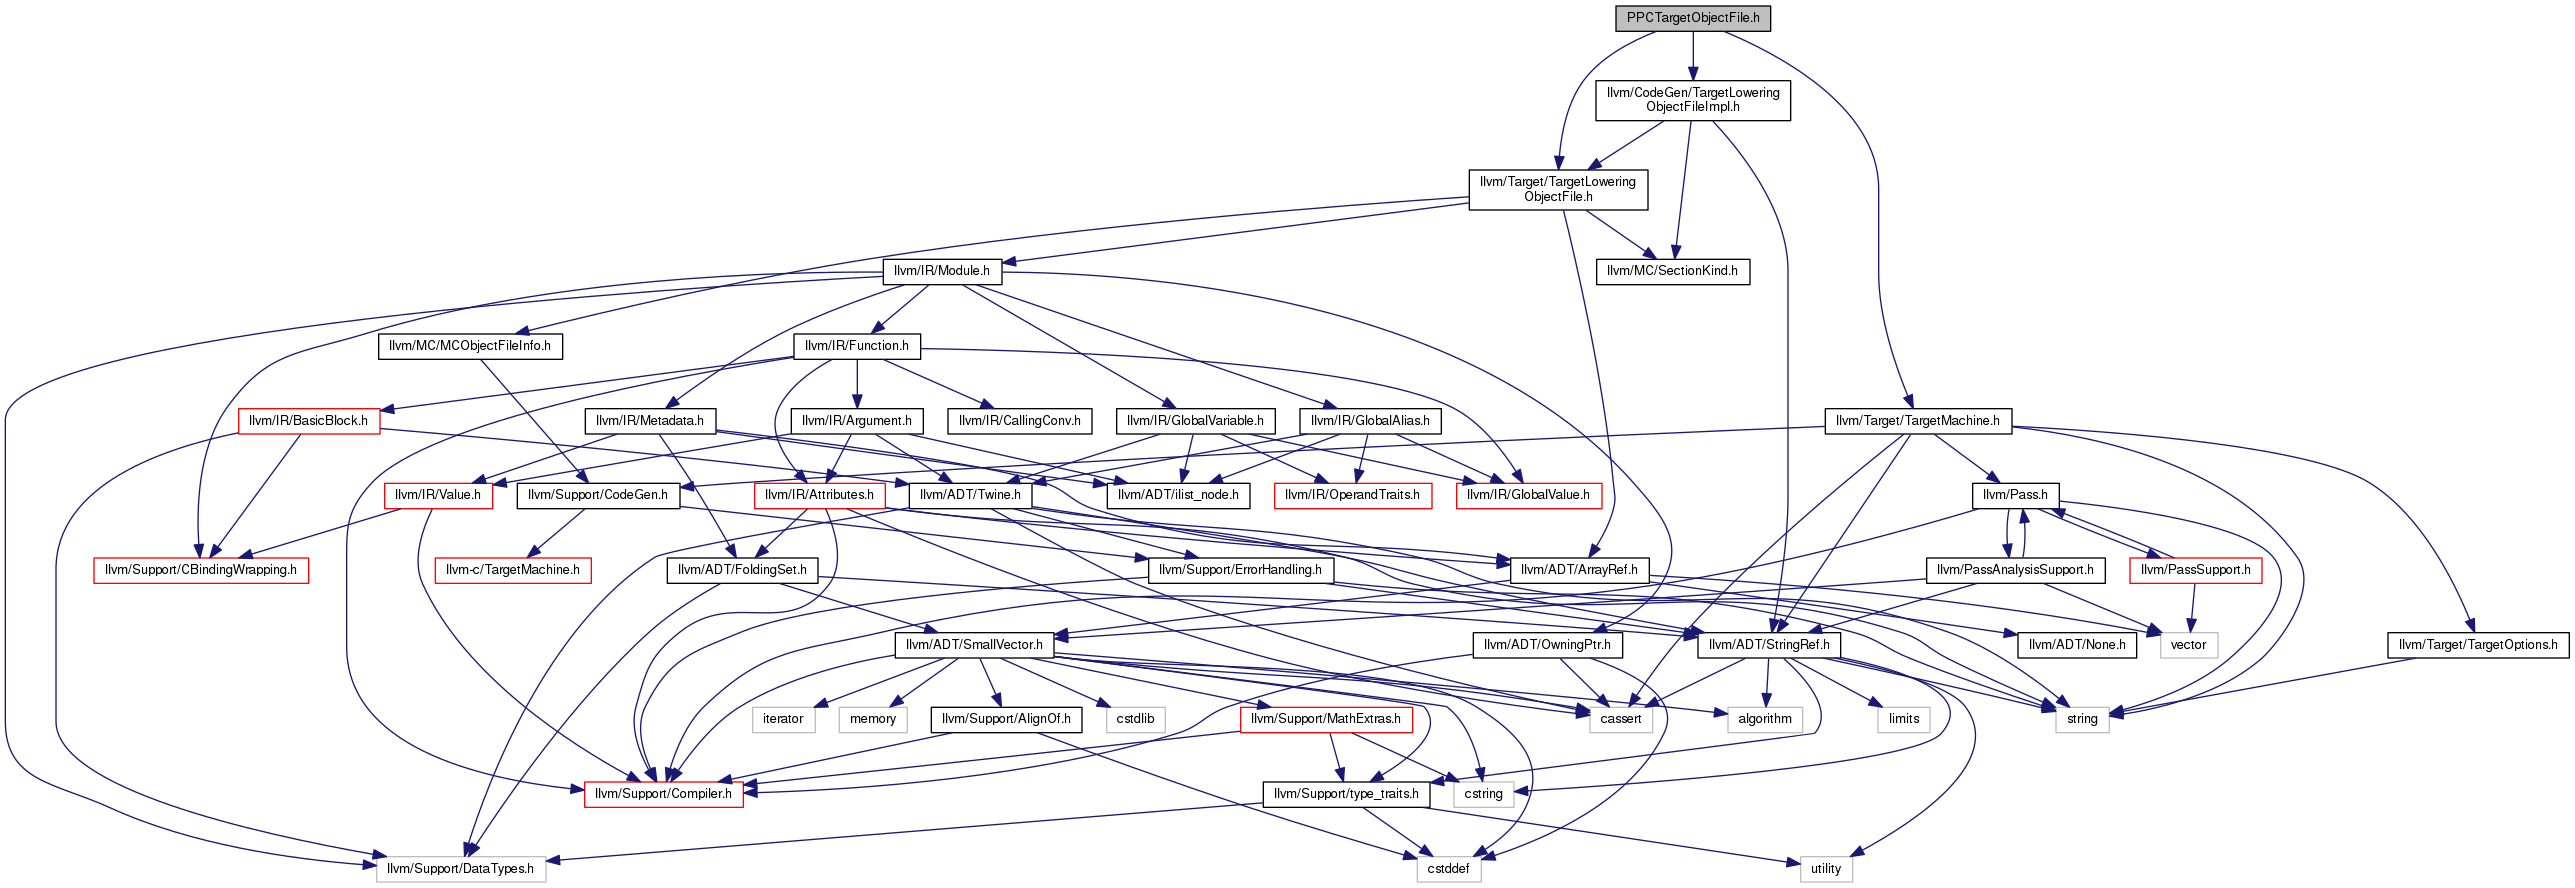 PPCTargetObjectFile.h
llvm/CodeGen/TargetLowering
ObjectFileImpl.h
llvm/Target/TargetLowering
ObjectFile.h
llvm/IR/Module.h
llvm/MC/SectionKind.h
llvm/MC/MCObjectFileInfo.h
llvm/IR/Function.h
llvm/IR/BasicBlock.h
llvm/IR/Metadata.h
llvm/IR/Argument.h
llvm/IR/CallingConv.h
llvm/IR/GlobalVariable.h
llvm/IR/GlobalAlias.h
llvm/Target/TargetMachine.h
llvm/IR/Value.h
llvm/Support/CodeGen.h
llvm/IR/Attributes.h
llvm/ADT/Twine.h
llvm/ADT/ilist_node.h
llvm/IR/OperandTraits.h
llvm/IR/GlobalValue.h
llvm/Pass.h
llvm/Support/CBindingWrapping.h
llvm-c/TargetMachine.h
llvm/ADT/FoldingSet.h
llvm/Support/ErrorHandling.h
llvm/ADT/ArrayRef.h
llvm/PassAnalysisSupport.h
llvm/PassSupport.h
llvm/ADT/SmallVector.h
llvm/ADT/OwningPtr.h
llvm/ADT/StringRef.h
llvm/ADT/None.h
vector
llvm/Target/TargetOptions.h
iterator
memory
llvm/Support/AlignOf.h
cstdlib
llvm/Support/MathExtras.h
cassert
algorithm
limits
string
llvm/Support/Compiler.h
llvm/Support/type_traits.h
cstring
llvm/Support/DataTypes.h
cstddef
utility